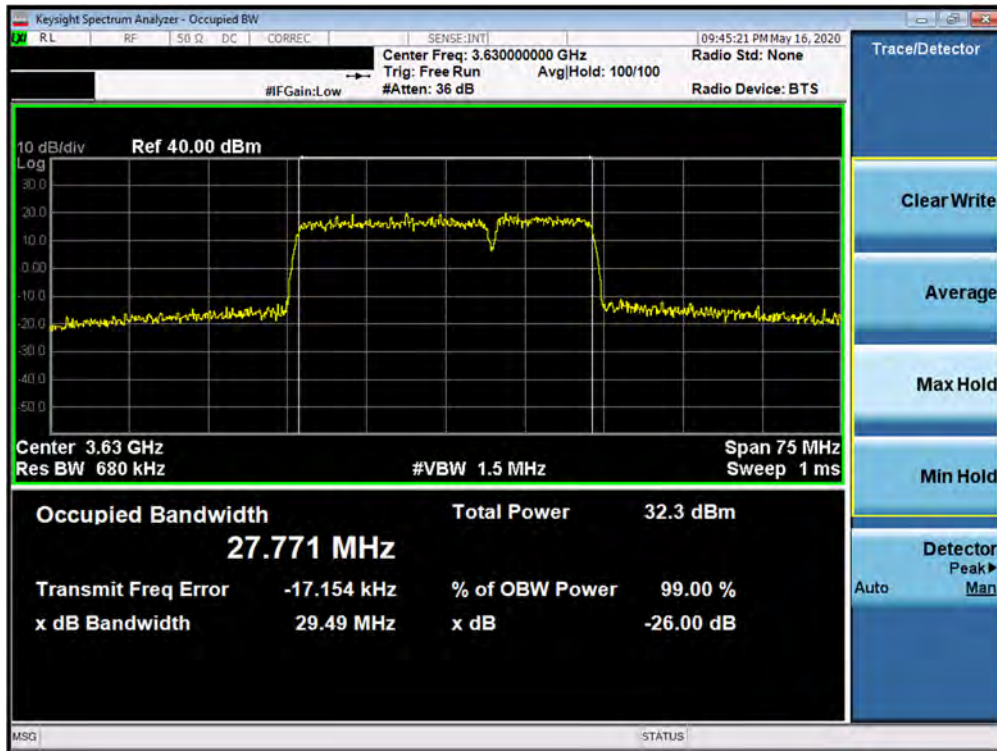 Keysight Spectrum Analyzer - Occupied BW
LXI RL RF 50 Ω DC CORREC SENSE:INT 09:45:21 PM May 16, 2020
Center Freq: 3.630000000 GHz Radio Std: None
Trig: Free Run Avg|Hold: 100/100
#IFGain:Low #Atten: 36 dB Radio Device: BTS
Trace/Detector
10 dB/div Ref 40.00 dBm
Log
30.0
20.0
10.0
0.00
-10.0
-20.0
-30.0
-40.0
-50.0
Center 3.63 GHz Span 75 MHz
Res BW 680 kHz #VBW 1.5 MHz Sweep 1 ms
Occupied Bandwidth Total Power 32.3 dBm
27.771 MHz
Transmit Freq Error -17.154 kHz % of OBW Power 99.00 %
x dB Bandwidth 29.49 MHz x dB -26.00 dB
Clear Write
Average
Max Hold
Min Hold
Detector
Peak▶
Auto Man
MSG STATUS